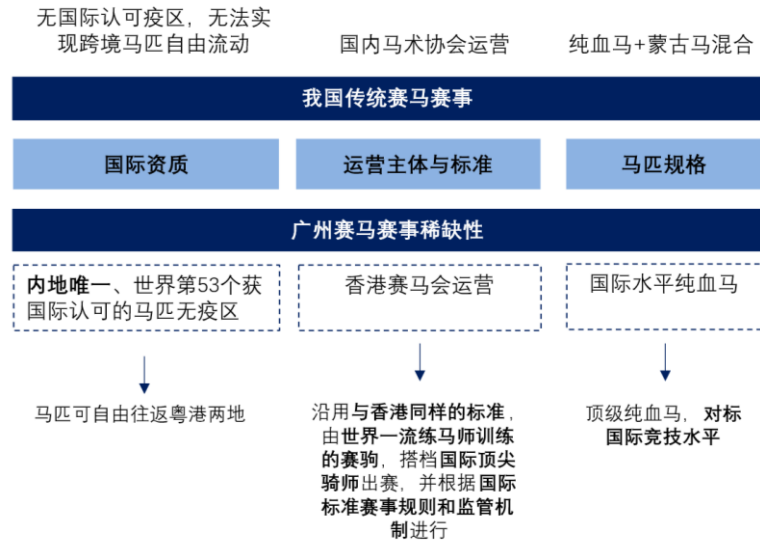 无国际认可疫区，无法实
现跨境马匹自由流动
国内马术协会运营
纯血马+蒙古马混合
我国传统赛马赛事
国际资质
运营主体与标准
马匹规格
广州赛马赛事稀缺性
内地唯一、世界第53个获
国际认可的马匹无疫区
香港赛马会运营
国际水平纯血马
马匹可自由往返粤港两地
沿用与香港同样的标准，
由世界一流练马师训练
的赛驹，搭档国际顶尖
骑师出赛，并根据国际
标准赛事规则和监管机
制进行
顶级纯血马，对标
国际竞技水平